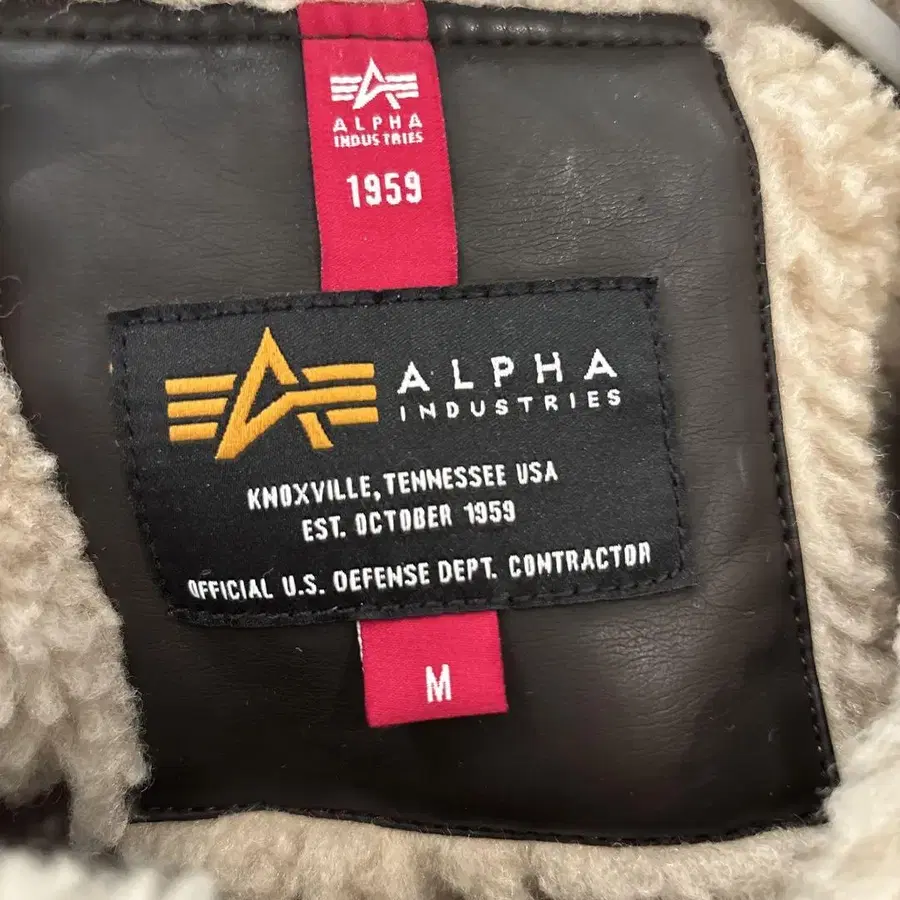 ALPHA
INDUSTRIES
1959
ALPHA
INDUSTRIES
KNOXVILLE, TENNESSEE USA
EST. OCTOBER 1959
OFFICIAL U.S. DEFENSE DEPT. CONTRACTOR
M